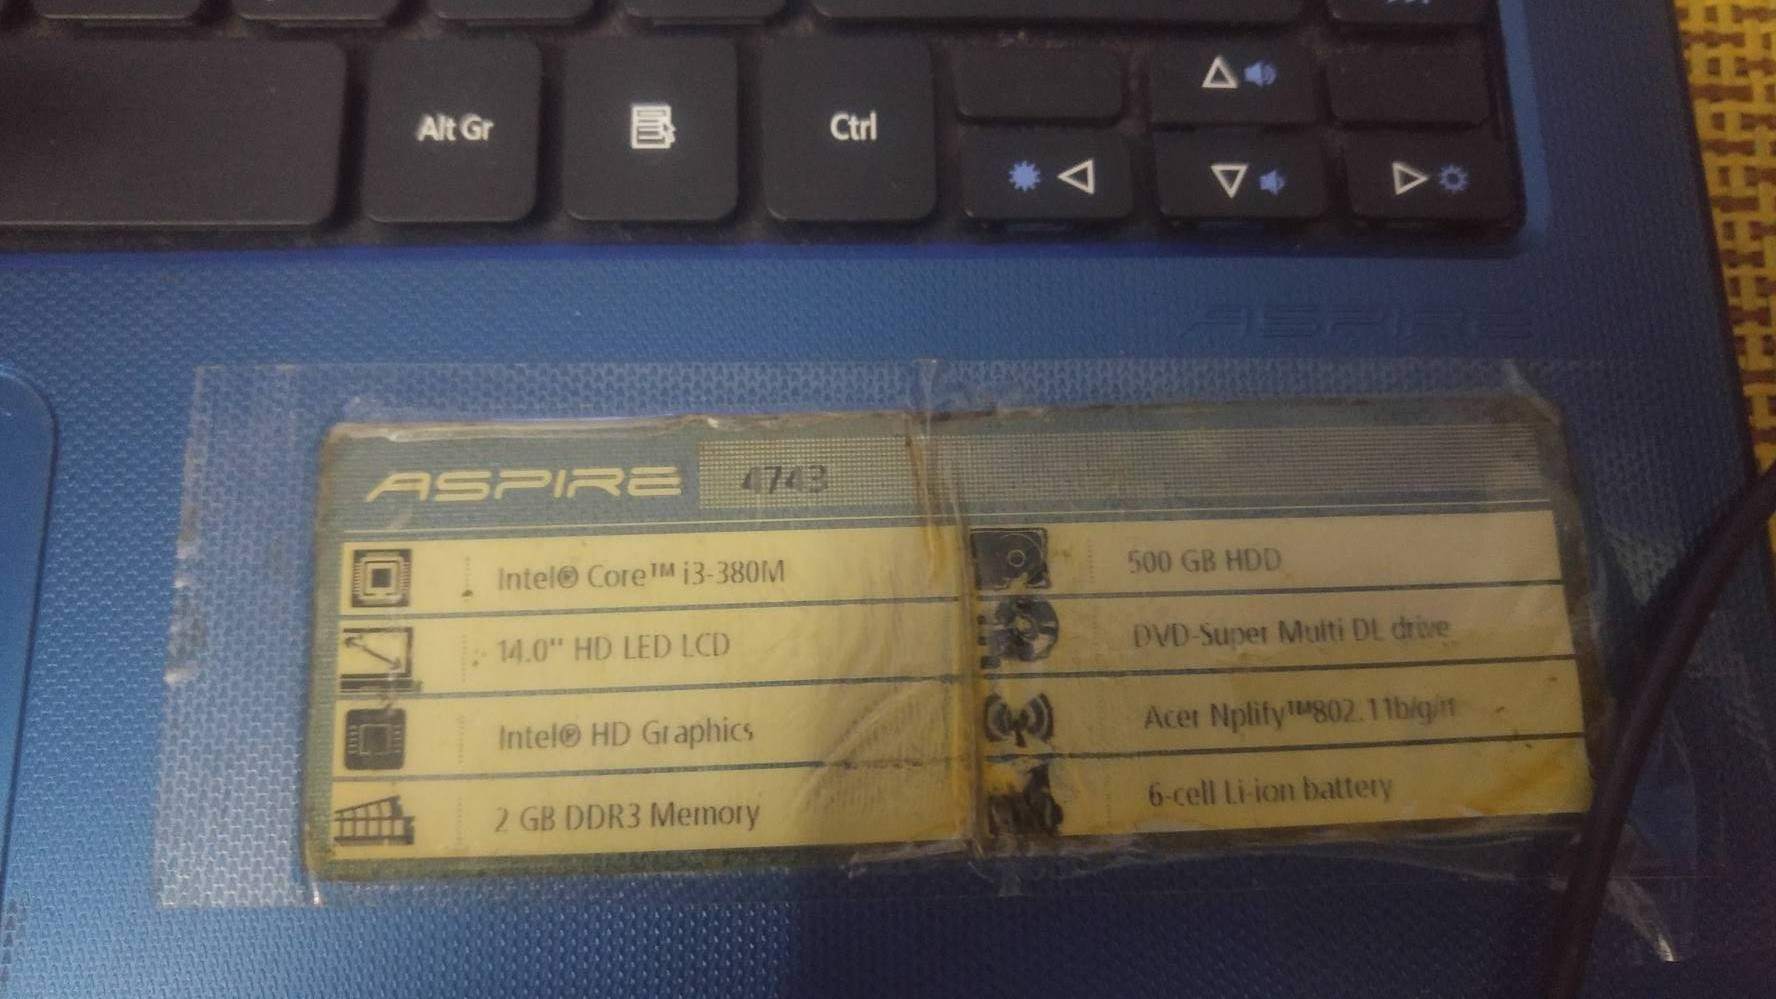 Alt Gr
Ctrl
ASPIRE
ASPIRE 4743
Intel® Core™ i3-380M
14.0" HD LED LCD
Intel® HD Graphics
2 GB DDR3 Memory
500 GB HDD
DVD-Super Multi DL drive
Acer Nplify™802.11b/g/n
6-cell Li-ion battery